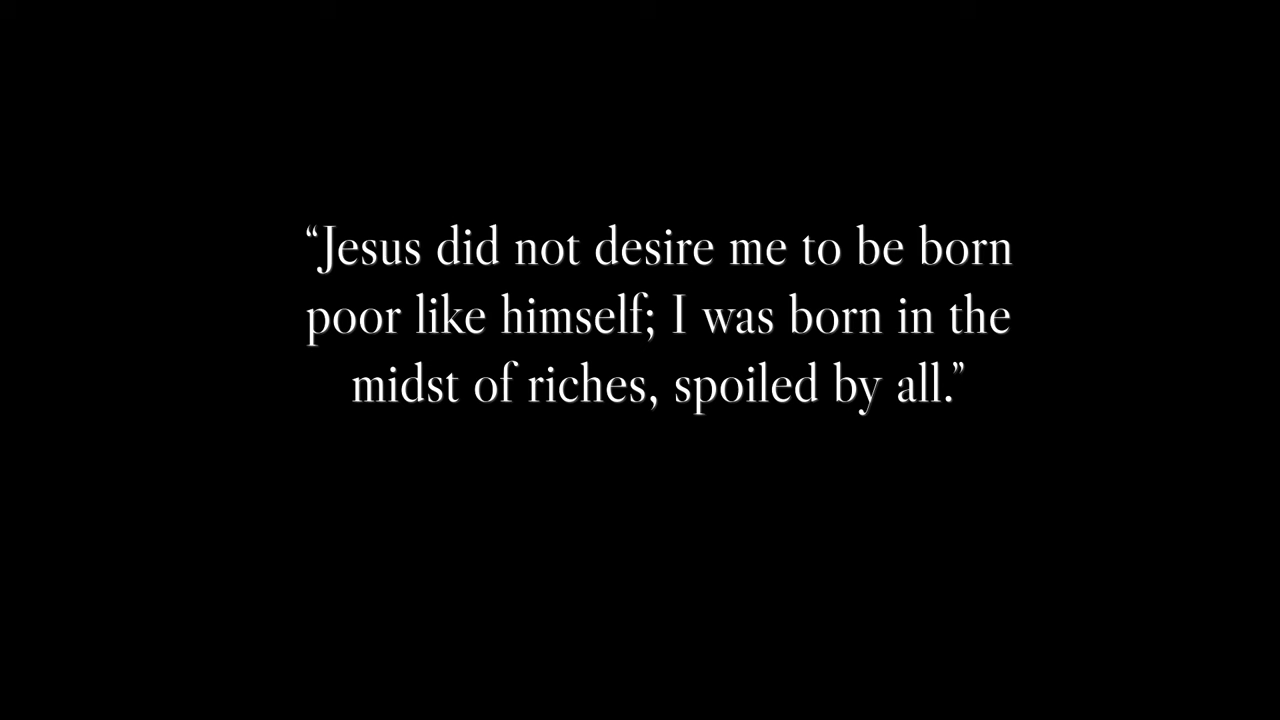 “Jesus did not desire me to be born
poor like himself; I was born in the
midst of riches, spoiled by all.”